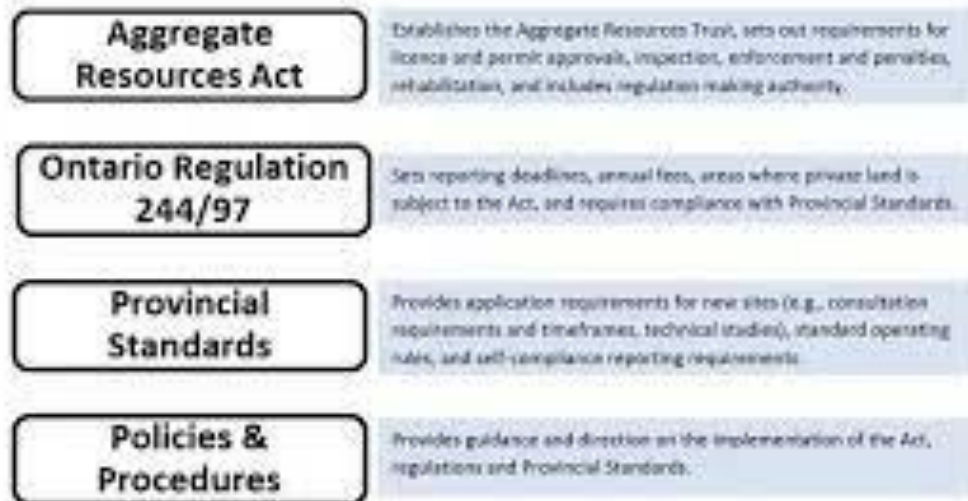 Aggregate
Resources Act
Establishes the Aggregate Resources Trust, sets out requirements for
licence and permit approvals, inspection, enforcement and penalties,
rehabilitation, and includes regulation making authority.
Ontario Regulation
244/97
Sets reporting deadlines, annual fees, areas where private land is
subject to the Act, and requires compliance with Provincial Standards.
Provincial
Standards
Provides application requirements for new sites (e.g., consultation
requirements and timeframes, technical studies), standard operating
rules, and self-compliance reporting requirements
Policies &
Procedures
Provides guidance and direction on the implementation of the Act,
regulations and Provincial Standards.